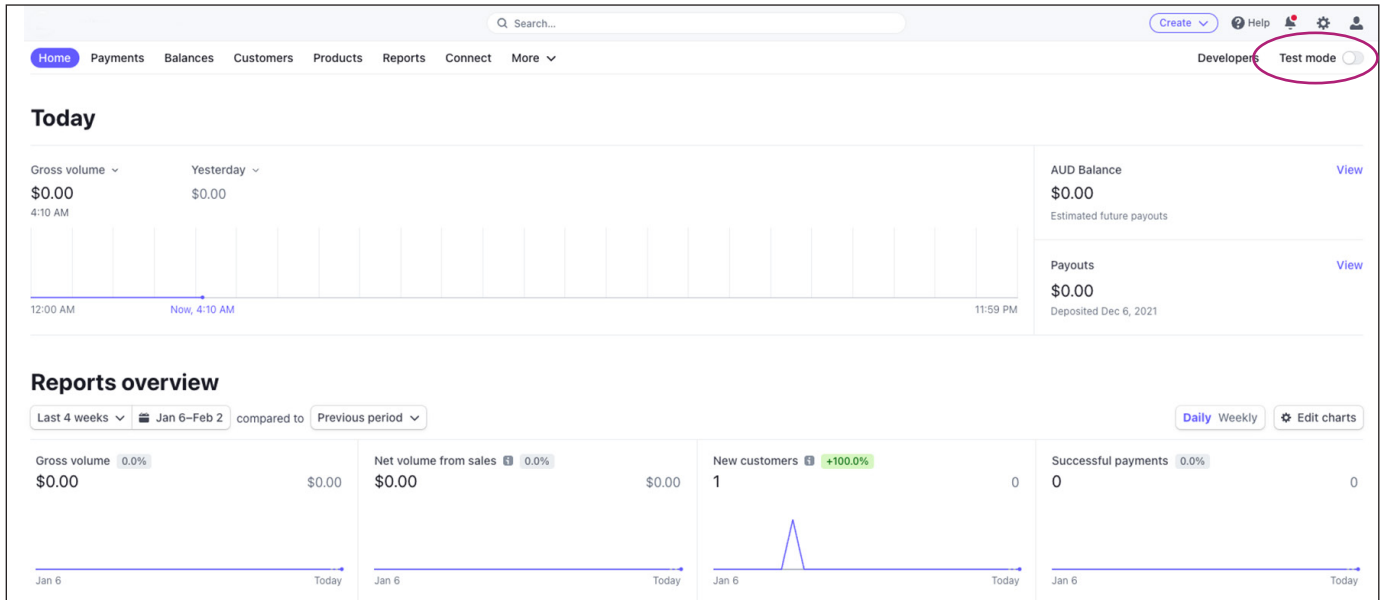 Search...
Create
Help
Home Payments Balances Customers Products Reports Connect More
Developers Test mode
Today
Gross volume Yesterday
$0.00 $0.00
4:10 AM
12:00 AM Now, 4:10 AM 11:59 PM
AUD Balance View
$0.00
Estimated future payouts
Payouts View
$0.00
Deposited Dec 6, 2021
Reports overview
Last 4 weeks Jan 6–Feb 2 compared to Previous period Daily Weekly Edit charts
Gross volume 0.0%
$0.00 $0.00
Jan 6 Today
Net volume from sales 0.0%
$0.00 $0.00
Jan 6 Today
New customers +100.0%
1 0
Jan 6 Today
Successful payments 0.0%
0 0
Jan 6 Today